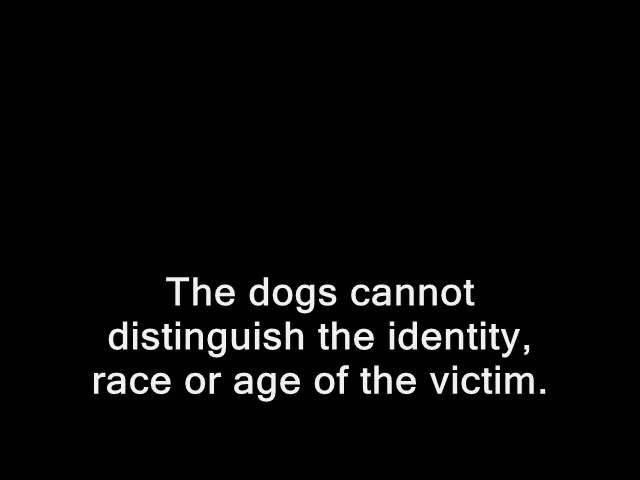 The dogs cannot
distinguish the identity,
race or age of the victim.